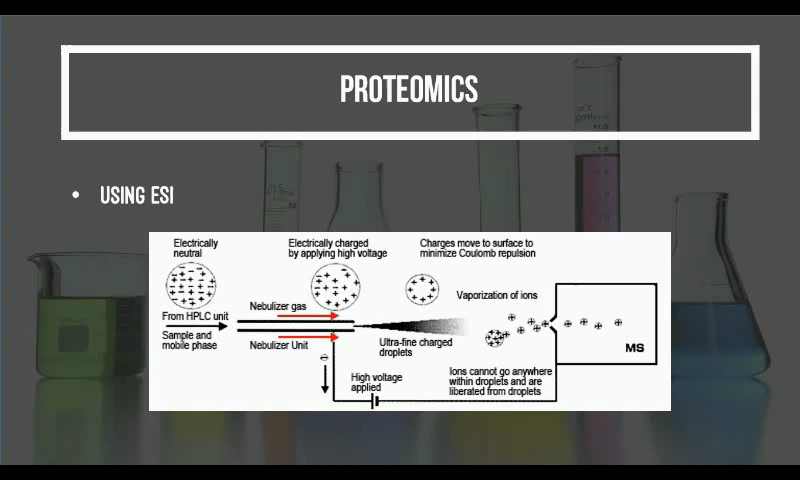 PROTEOMICS
• USING ESI
Electrically
neutral
Electrically charged
by applying high voltage
Charges move to surface to
minimize Coulomb repulsion
Vaporization of ions
Nebulizer gas
From HPLC unit
Sample and
mobile phase
Nebulizer Unit
Ultra-fine charged
droplets
MS
High voltage
applied
Ions cannot go anywhere
within droplets and are
liberated from droplets